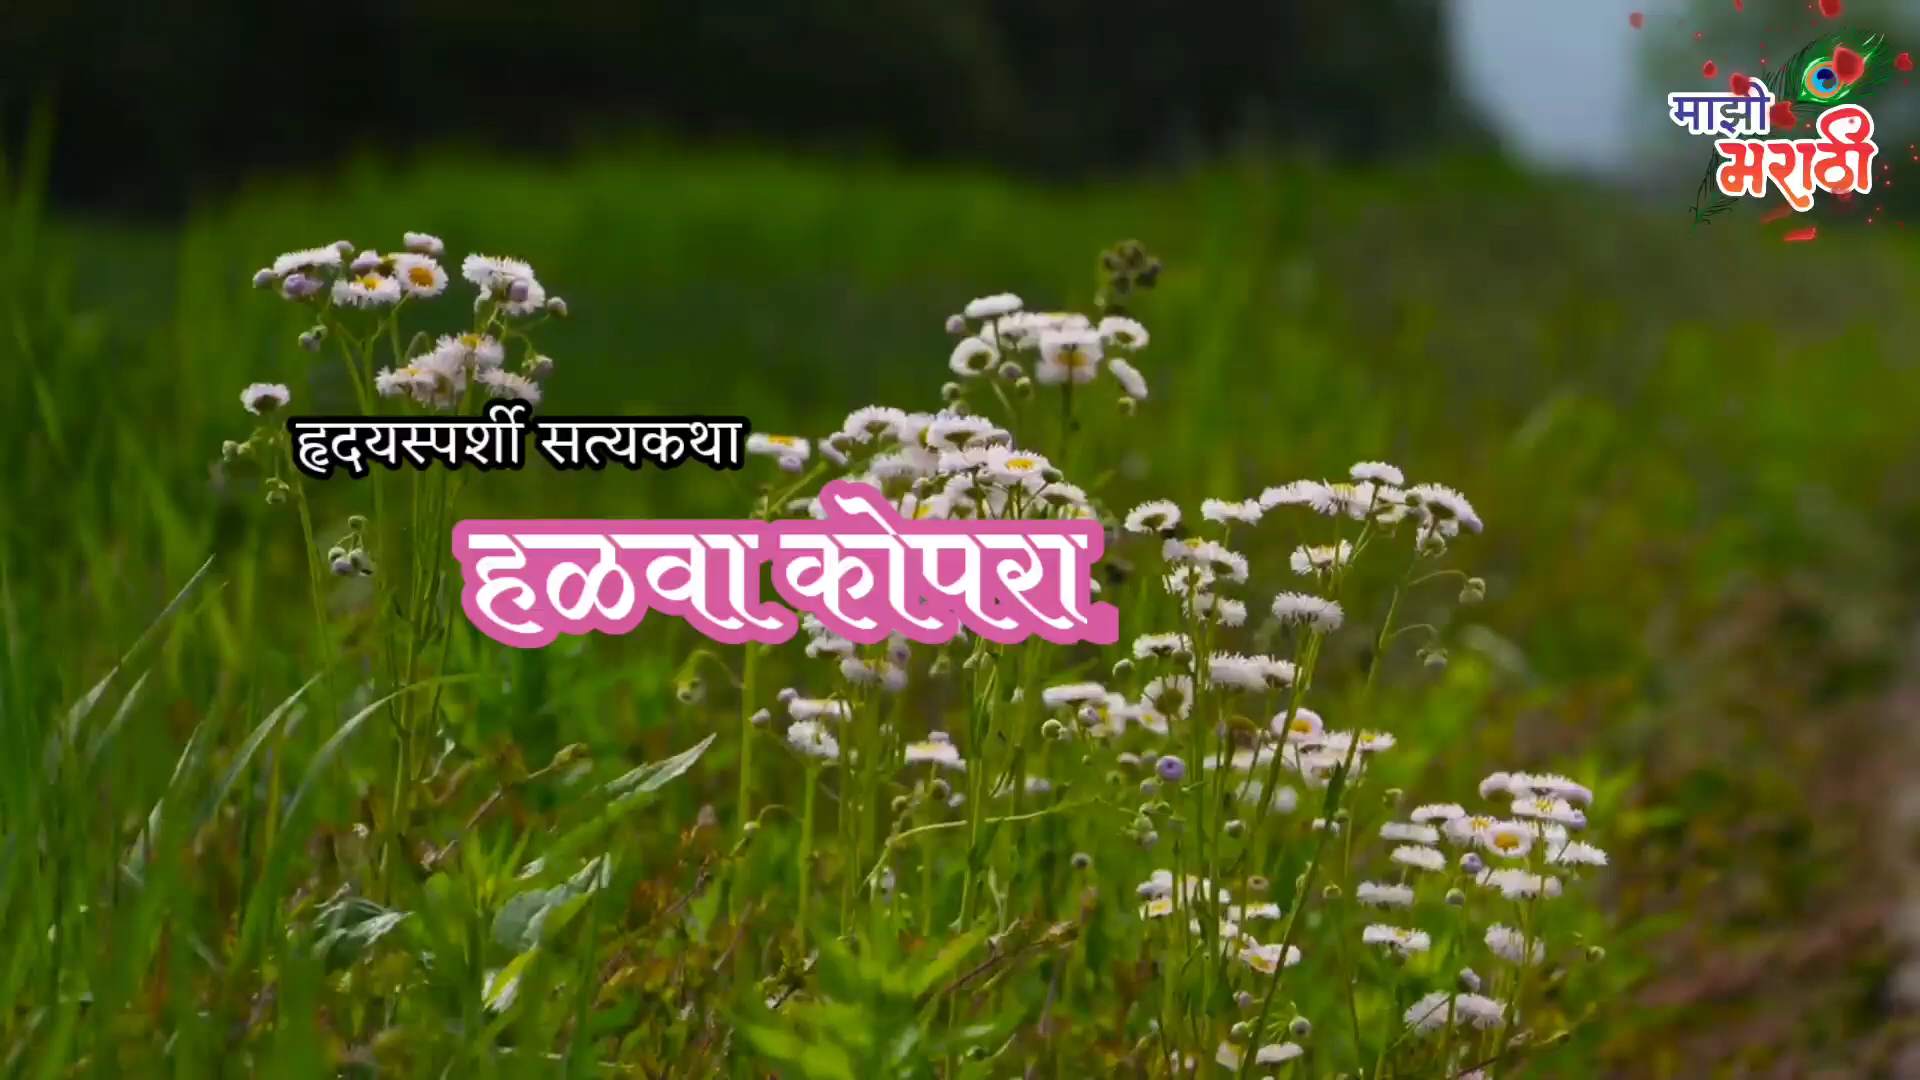 माझी
मराठी
हृदयस्पर्शी सत्यकथा
हळवा कोपरा